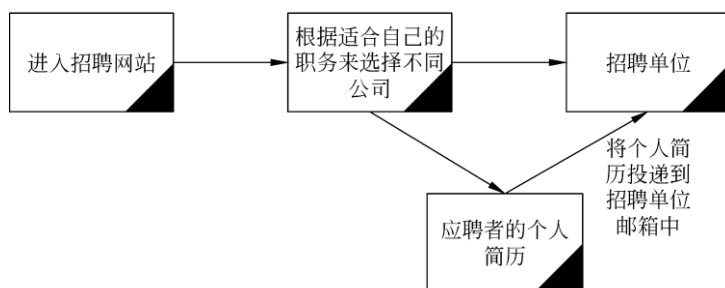 进入招聘网站
根据适合自己的
职务来选择不同
公司
招聘单位
将个人简
历投递到
招聘单位
邮箱中
应聘者的个人
简历